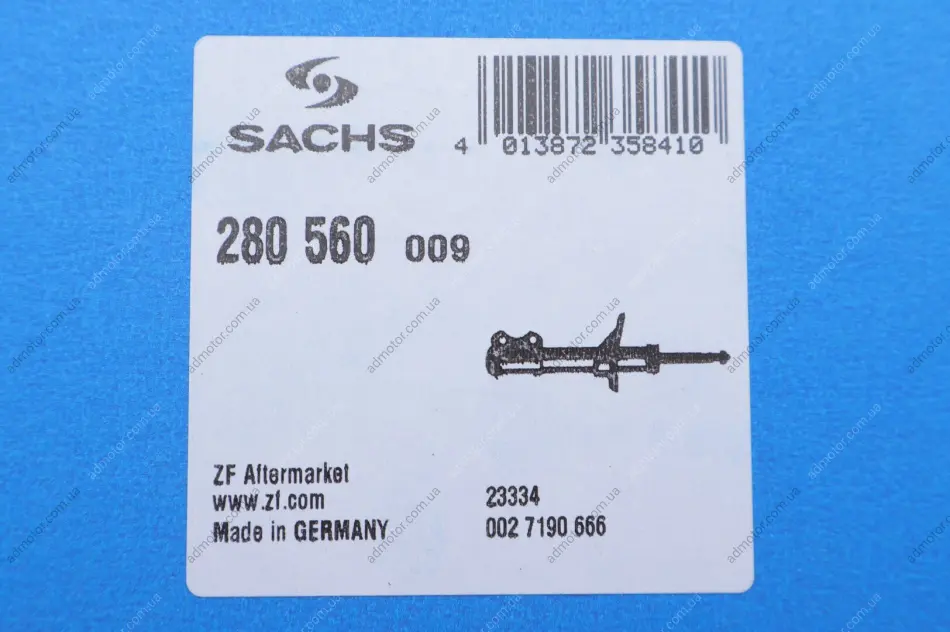 SACHS
4 013872 358410
280 560 009
ZF Aftermarket
www.zf.com
Made in GERMANY
23334
002 7190 666
admotor.com.ua